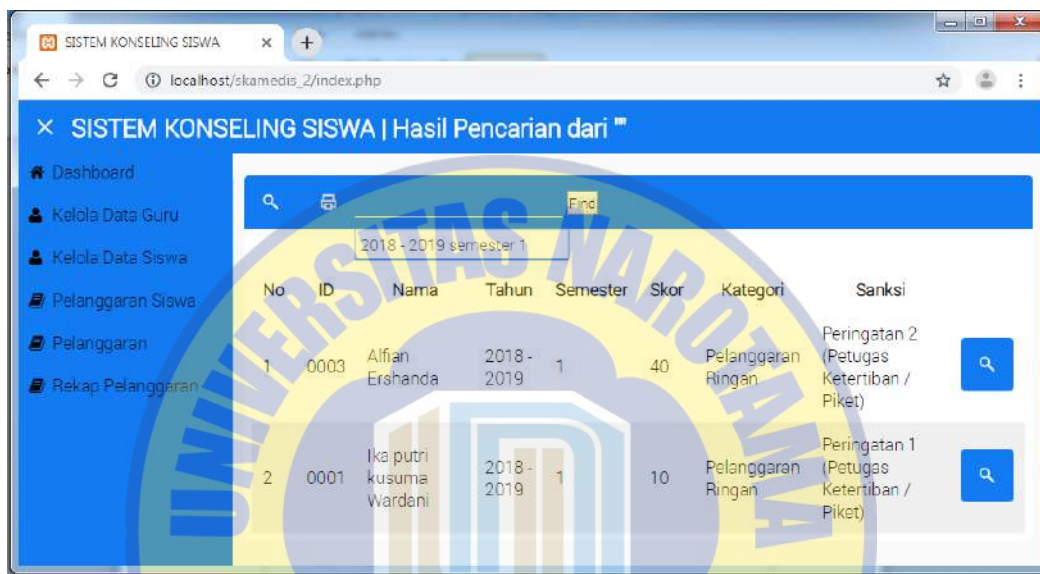 SISTEM KONSELING SISWA
localhost/skamedis_2/index.php
SISTEM KONSELING SISWA | Hasil Pencarian dari ""
Dashboard
Kelola Data Guru
Kelola Data Siswa
Pelanggaran Siswa
Pelanggaran
Rekap Pelanggaran
Find
2018 - 2019 semester 1
No ID Nama Tahun Semester Skor Kategori Sanksi
1 0003 Alfian Ershanda 2018 - 2019 1 40 Pelanggaran Ringan Peringatan 2 (Petugas Ketertiban / Piket)
2 0001 Ika putri kusuma Wardani 2018 - 2019 1 10 Pelanggaran Ringan Peringatan 1 (Petugas Ketertiban / Piket)
UNIVERSITAS NAROTAMA